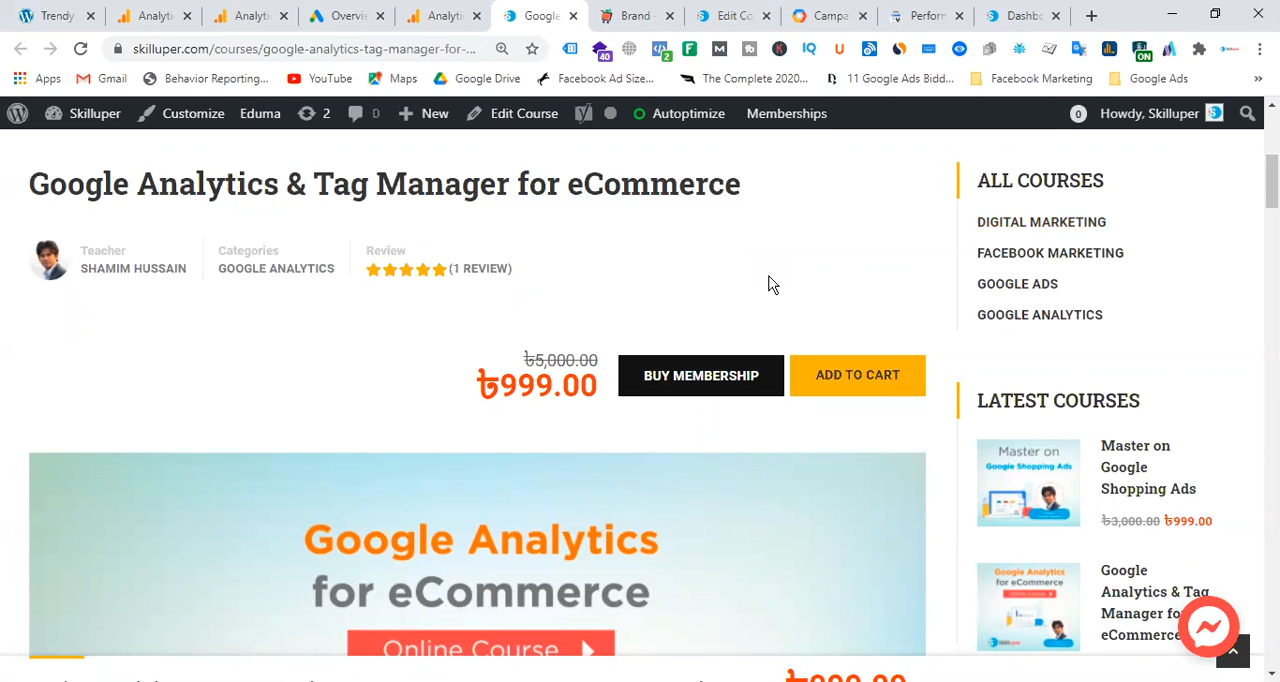 Trendy
Analyti
Analyti
Overvie
Analyti
Google
Brand -
Edit Co
Campa
Perform
Dashbo
skilluper.com/courses/google-analytics-tag-manager-for-...
Apps
Gmail
Behavior Reporting...
YouTube
Maps
Google Drive
Facebook Ad Size...
The Complete 2020...
11 Google Ads Bidd...
Facebook Marketing
Google Ads
»
Skilluper
Customize
Eduma
2
0
New
Edit Course
Autoptimize
Memberships
0
Howdy, Skilluper
Google Analytics & Tag Manager for eCommerce
Teacher
SHAMIM HUSSAIN
Categories
GOOGLE ANALYTICS
Review
(1 REVIEW)
৳5,000.00
৳999.00
BUY MEMBERSHIP
ADD TO CART
Google Analytics
for eCommerce
Online Course
ALL COURSES
DIGITAL MARKETING
FACEBOOK MARKETING
GOOGLE ADS
GOOGLE ANALYTICS
LATEST COURSES
Master on
Google Shopping Ads
Master on
Google
Shopping Ads
৳3,000.00 ৳999.00
Google Analytics
for eCommerce
Google
Analytics & Tag
Manager fo
eCommerce